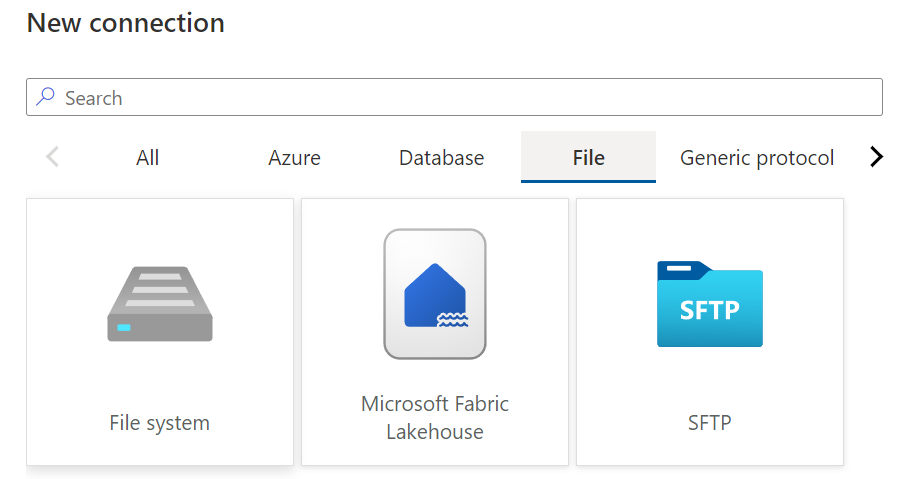 New connection
Search
All
Azure
Database
File
Generic protocol
SFTP
File system
Microsoft Fabric
Lakehouse
SFTP